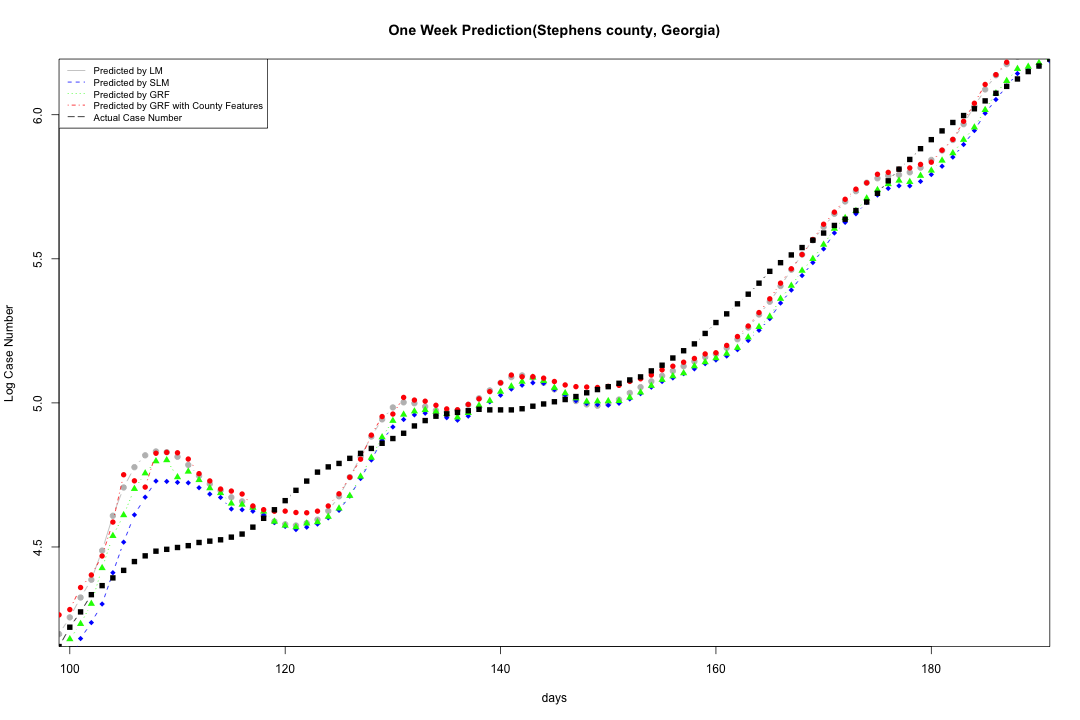 One Week Prediction(Stephens county, Georgia)
Predicted by LM
Predicted by SLM
Predicted by GRF
Predicted by GRF with County Features
Actual Case Number
6.0
5.5
5.0
4.5
Log Case Number
100 120 140 160 180
days